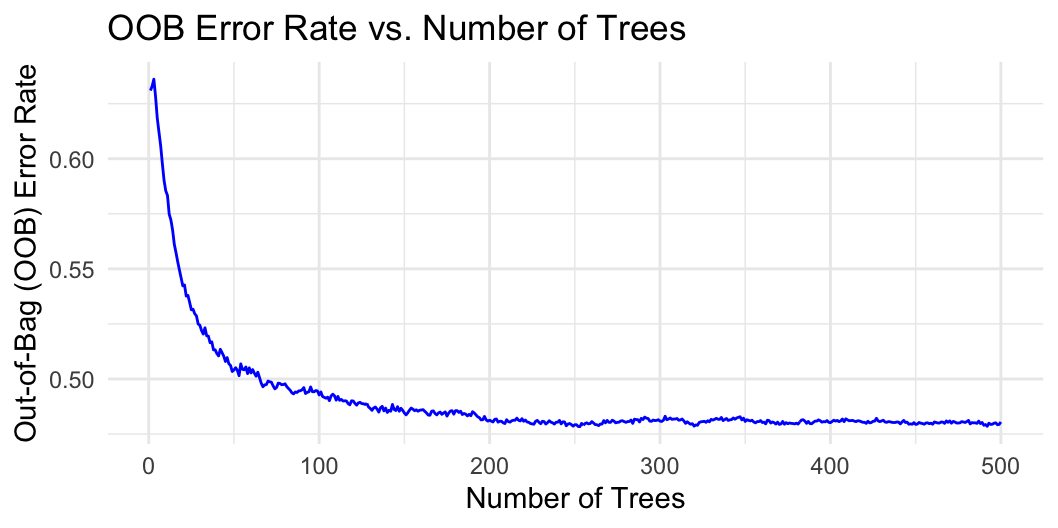 OOB Error Rate vs. Number of Trees
Out-of-Bag (OOB) Error Rate
0.60
0.55
0.50
0 100 200 300 400 500
Number of Trees